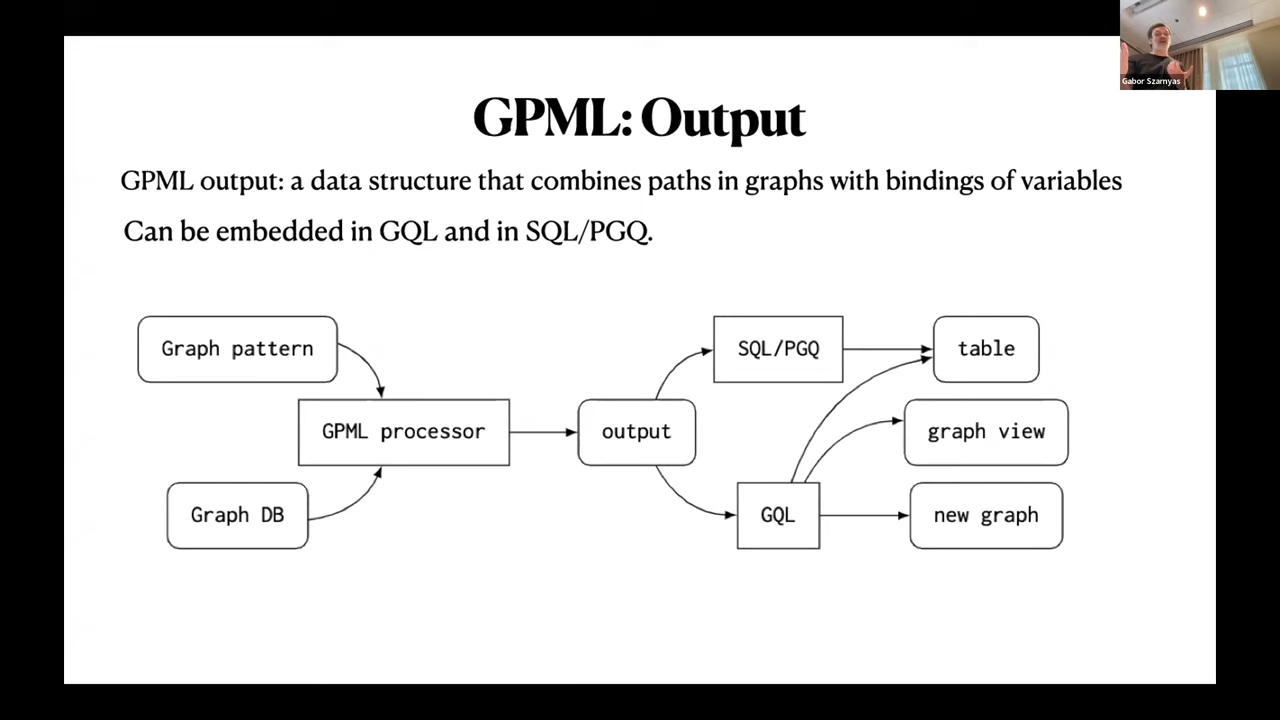 Gabor Szarnyas
GPML: Output
GPML output: a data structure that combines paths in graphs with bindings of variables
Can be embedded in GQL and in SQL/PGQ.
Graph pattern
SQL/PGQ
table
GPML processor
output
graph view
Graph DB
GQL
new graph